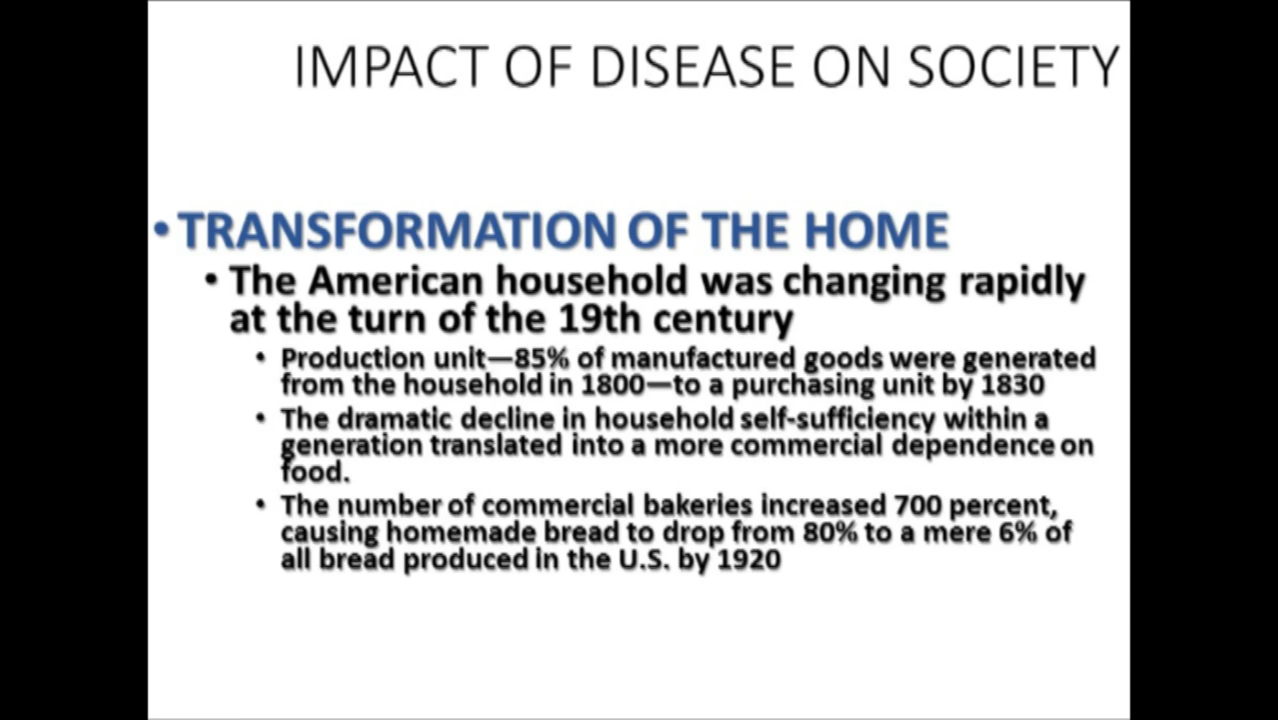 IMPACT OF DISEASE ON SOCIETY
• TRANSFORMATION OF THE HOME
• The American household was changing rapidly
at the turn of the 19th century
• Production unit—85% of manufactured goods were generated
from the household in 1800—to a purchasing unit by 1830
• The dramatic decline in household self-sufficiency within a
generation translated into a more commercial dependence on
food.
• The number of commercial bakeries increased 700 percent,
causing homemade bread to drop from 80% to a mere 6% of
all bread produced in the U.S. by 1920